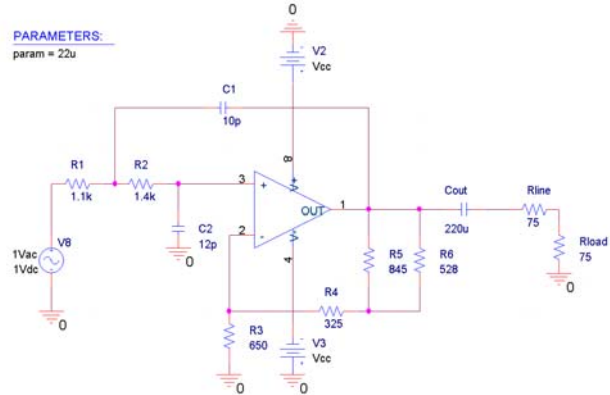 PARAMETERS:
param = 22u
0
V2
Vcc
C1
10p
R1
1.1k
R2
1.4k
3
+
8
V+
OUT
1
2
-
V-
4
C2
12p
0
V8
1Vac
1Vdc
0
Cout
220u
Rline
75
Rload
75
0
R5
845
R6
528
R4
325
R3
650
0
V3
Vcc
0